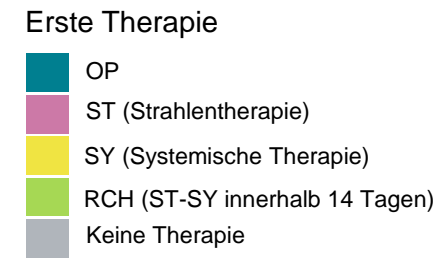 Erste Therapie
OP
ST (Strahlentherapie)
SY (Systemische Therapie)
RCH (ST-SY innerhalb 14 Tagen)
Keine Therapie